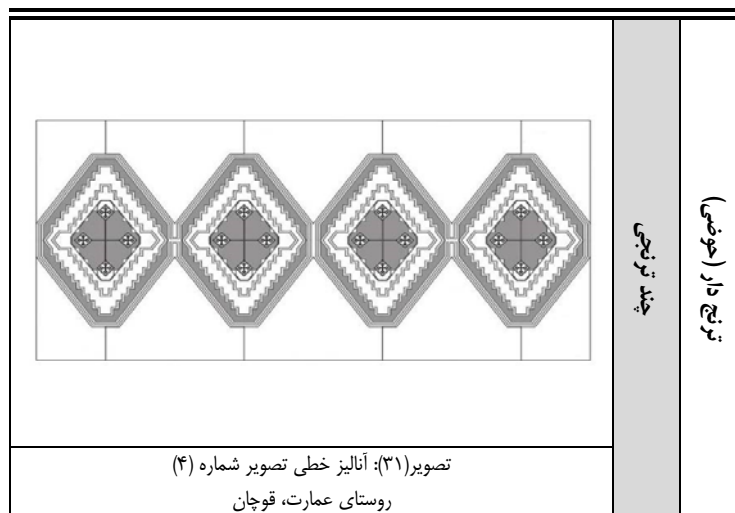 ترنج دار (حوضی)
چند ترنجی
تصویر(۳۱): آنالیز خطی تصویر شماره (۴)
روستای عمارت، قوچان